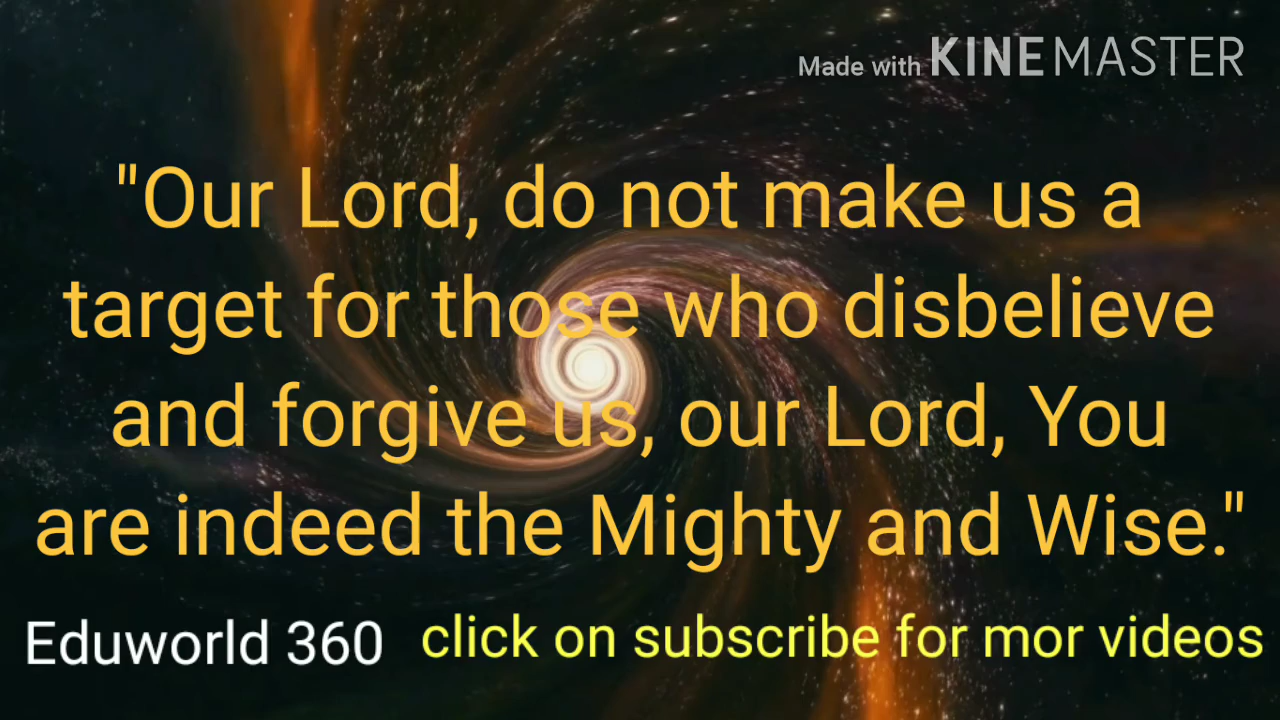 Made with KINEMASTER
"Our Lord, do not make us a
target for those who disbelieve
and forgive us, our Lord, You
are indeed the Mighty and Wise."
Eduworld 360 click on subscribe for mor videos